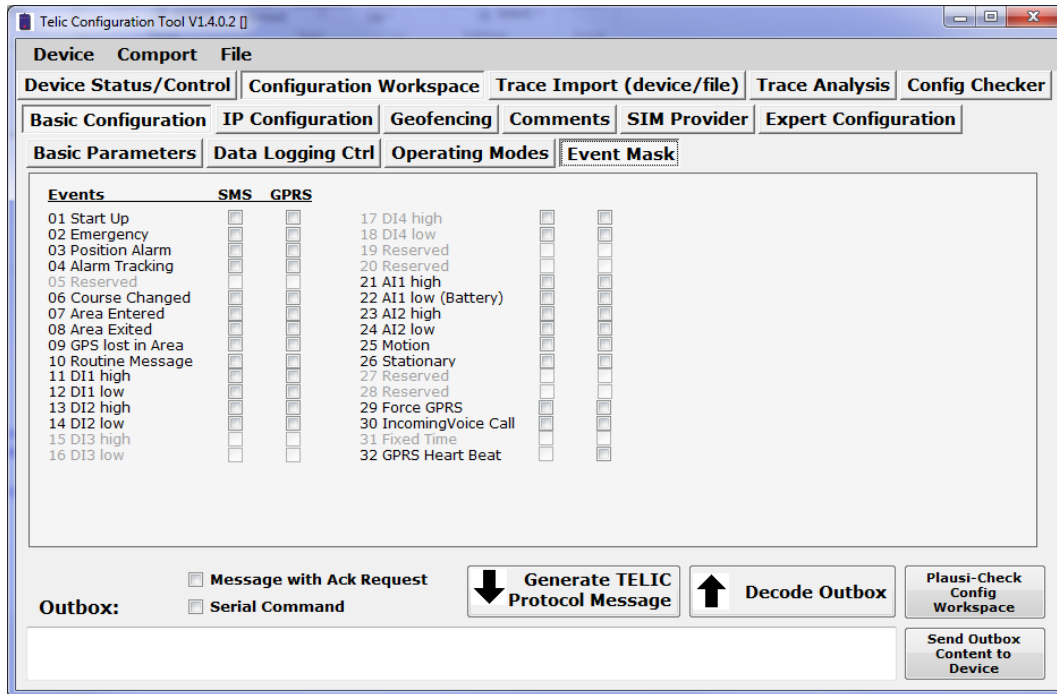 Telic Configuration Tool V1.4.0.2 []
Device Comport File
Device Status/Control Configuration Workspace Trace Import (device/file) Trace Analysis Config Checker
Basic Configuration IP Configuration Geofencing Comments SIM Provider Expert Configuration
Basic Parameters Data Logging Ctrl Operating Modes Event Mask
Events SMS GPRS
01 Start Up
02 Emergency
03 Position Alarm
04 Alarm Tracking
05 Reserved
06 Course Changed
07 Area Entered
08 Area Exited
09 GPS lost in Area
10 Routine Message
11 DI1 high
12 DI1 low
13 DI2 high
14 DI2 low
15 DI3 high
16 DI3 low
17 DI4 high
18 DI4 low
19 Reserved
20 Reserved
21 AI1 high
22 AI1 low (Battery)
23 AI2 high
24 AI2 low
25 Motion
26 Stationary
27 Reserved
28 Reserved
29 Force GPRS
30 IncomingVoice Call
31 Fixed Time
32 GPRS Heart Beat
Message with Ack Request
Outbox:
Serial Command
Generate TELIC
Protocol Message
Decode Outbox
Plausi-Check
Config
Workspace
Send Outbox
Content to
Device